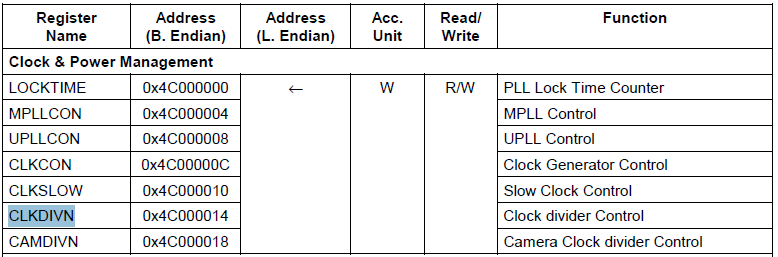 Register Name Address (B. Endian) Address (L. Endian) Acc. Unit Read/ Write Function
Clock & Power Management
LOCKTIME 0x4C000000 ← W R/W PLL Lock Time Counter
MPLLCON 0x4C000004 MPLL Control
UPLLCON 0x4C000008 UPLL Control
CLKCON 0x4C00000C Clock Generator Control
CLKSLOW 0x4C000010 Slow Clock Control
CLKDIVN 0x4C000014 Clock divider Control
CAMDIVN 0x4C000018 Camera Clock divider Control